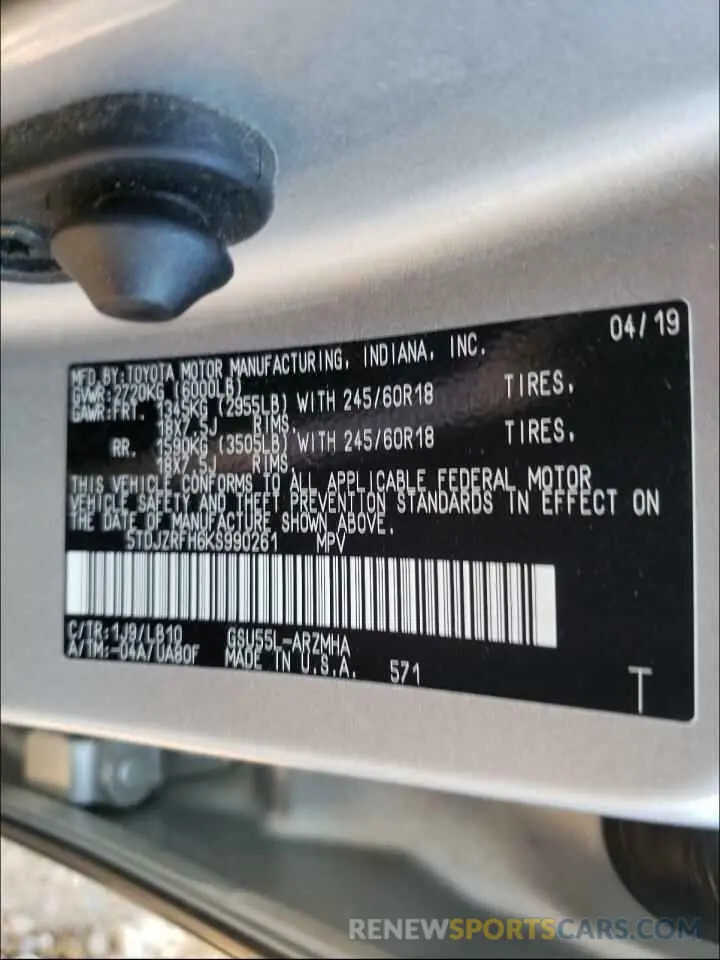 04/19
MFD.BY:TOYOTA MOTOR MANUFACTURING, INDIANA, INC.
GVWR:2720KG (6000LB)
GAWR:FRT. 1345KG (2955LB) WITH 245/60R18 TIRES,
18X7.5J RIMS,
RR. 1590KG (3505LB) WITH 245/60R18 TIRES,
18X7.5J RIMS,
THIS VEHICLE CONFORMS TO ALL APPLICABLE FEDERAL MOTOR
VEHICLE SAFETY AND THEFT PREVENTION STANDARDS IN EFFECT ON
THE DATE OF MANUFACTURE SHOWN ABOVE.
5TDJZRFH6KS990261 MPV
C/TR:1J9/LB10 GSU55L-ARZMHA
A/TM:-04A/UA80F MADE IN U.S.A. 571
T
RENEWSPORTSCARS.COM